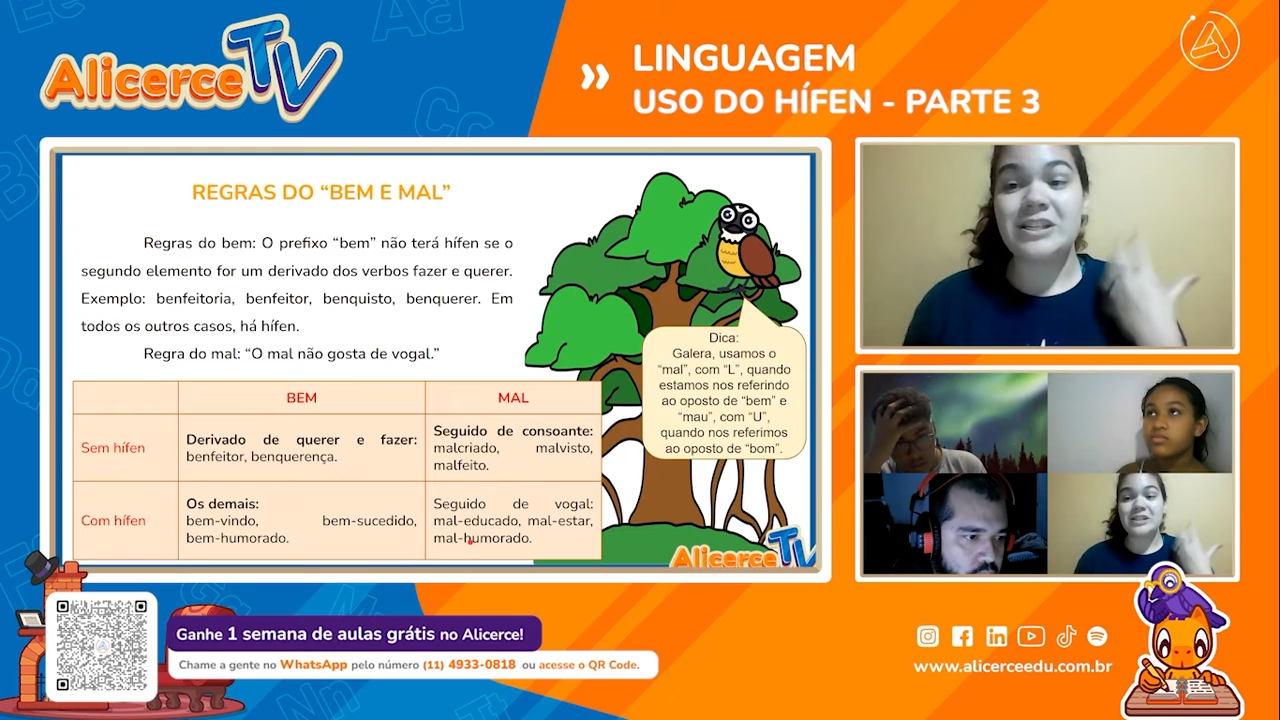 Alicerce TV
LINGUAGEM
USO DO HÍFEN - PARTE 3
REGRAS DO “BEM E MAL”
Regras do bem: O prefixo “bem” não terá hífen se o
segundo elemento for um derivado dos verbos fazer e querer.
Exemplo: benfeitoria, benfeitor, benquisto, benquerer. Em
todos os outros casos, há hífen.
Regra do mal: “O mal não gosta de vogal.”
Dica:
Galera, usamos o
“mal”, com “L”, quando
estamos nos referindo
ao oposto de “bem” e
“mau”, com “U”,
quando nos referimos
ao oposto de “bom”.
BEM
MAL
Sem hífen
Derivado de querer e fazer:
benfeitor, benquerença.
Seguido de consoante:
malcriado, malvisto,
malfeito.
Com hífen
Os demais:
bem-vindo, bem-sucedido,
bem-humorado.
Seguido de vogal:
mal-educado, mal-estar,
mal-humorado.
Alicerce TV
Ganhe 1 semana de aulas grátis no Alicerce!
Chame a gente no WhatsApp pelo número (11) 4933-0818 ou acesse o QR Code.
www.alicerceedu.com.br